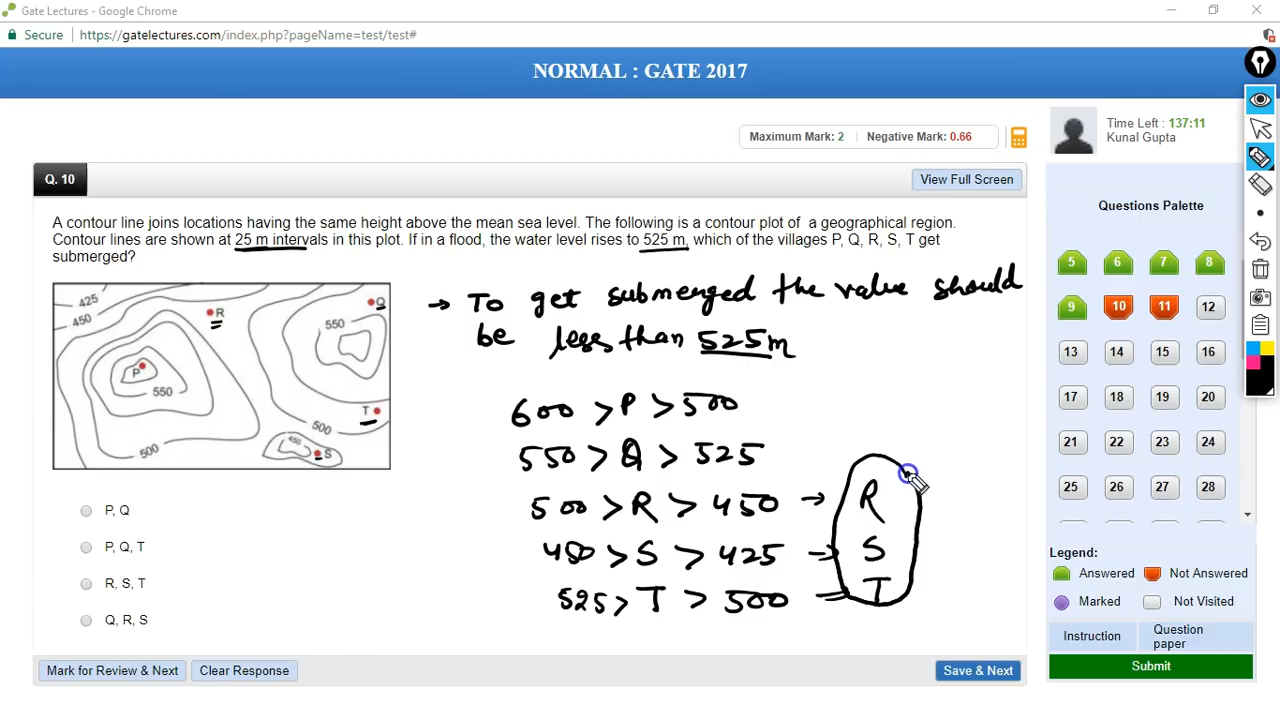 Gate Lectures - Google Chrome
Secure https://gatelectures.com/index.php?pageName=test/test#
NORMAL : GATE 2017
Maximum Mark: 2 | Negative Mark: 0.66
Time Left : 137:11
Kunal Gupta
Q. 10
View Full Screen
A contour line joins locations having the same height above the mean sea level. The following is a contour plot of a geographical region.
Contour lines are shown at 25 m intervals in this plot. If in a flood, the water level rises to 525 m, which of the villages P, Q, R, S, T get
submerged?
425
450
R
Q
550
P
550
T
500
500
450
S
→ To get submerged the value should
be less than 525m
600 > P > 500
550 > Q > 525
500 > R > 450 → R
450 > S > 425 → S
525 > T > 500 → T
P, Q
P, Q, T
R, S, T
Q, R, S
Mark for Review & Next
Clear Response
Save & Next
Questions Palette
5 6 7 8
9 10 11 12
13 14 15 16
17 18 19 20
21 22 23 24
25 26 27 28
Legend:
Answered Not Answered
Marked Not Visited
Instruction
Question
paper
Submit